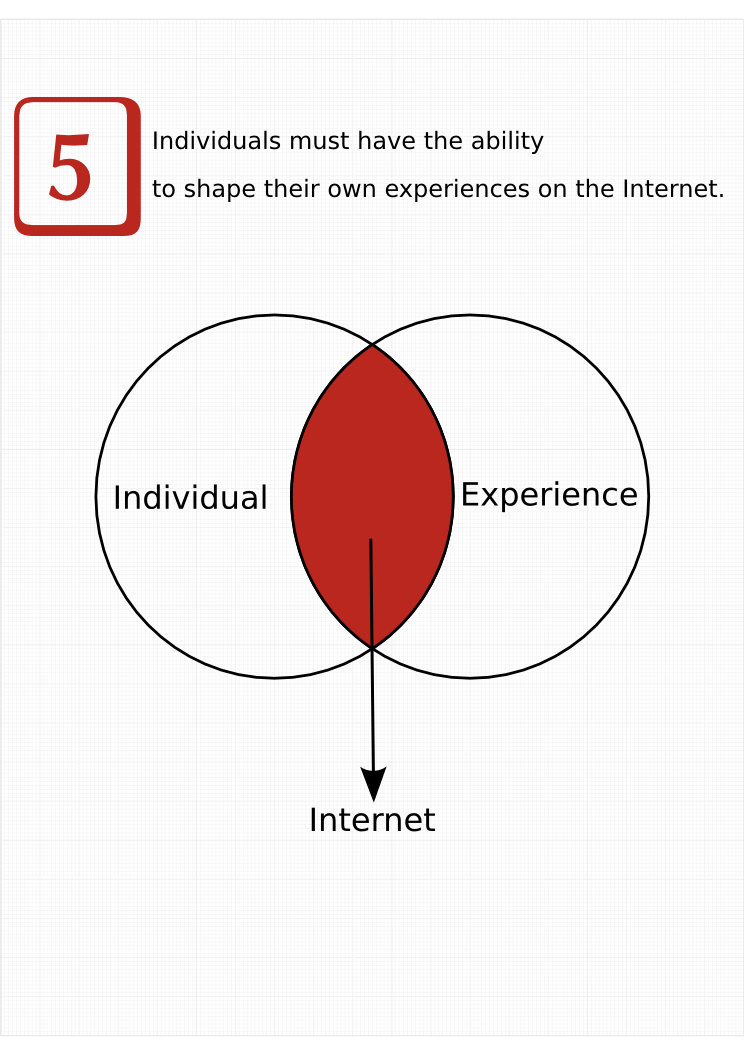 5
Individuals must have the ability
to shape their own experiences on the Internet.
Individual
Experience
Internet